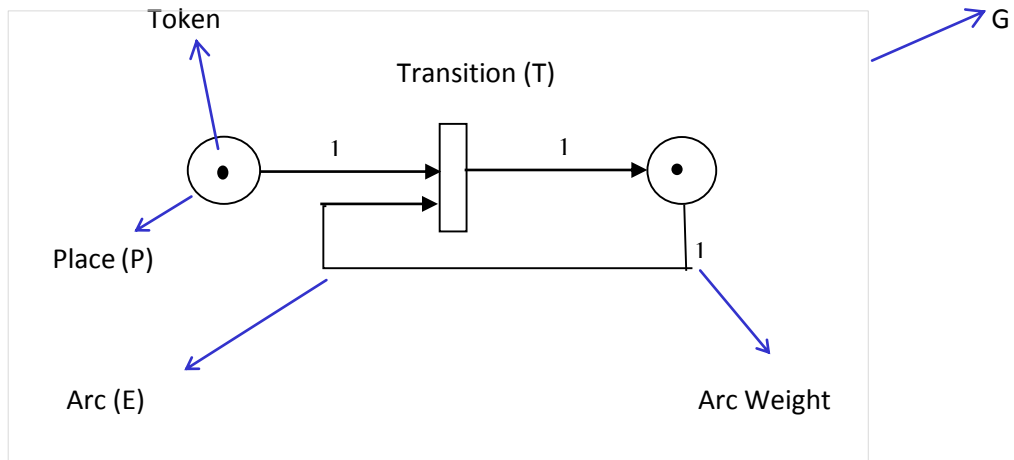 Token
G
Transition (T)
1
1
Place (P)
1
Arc (E)
Arc Weight